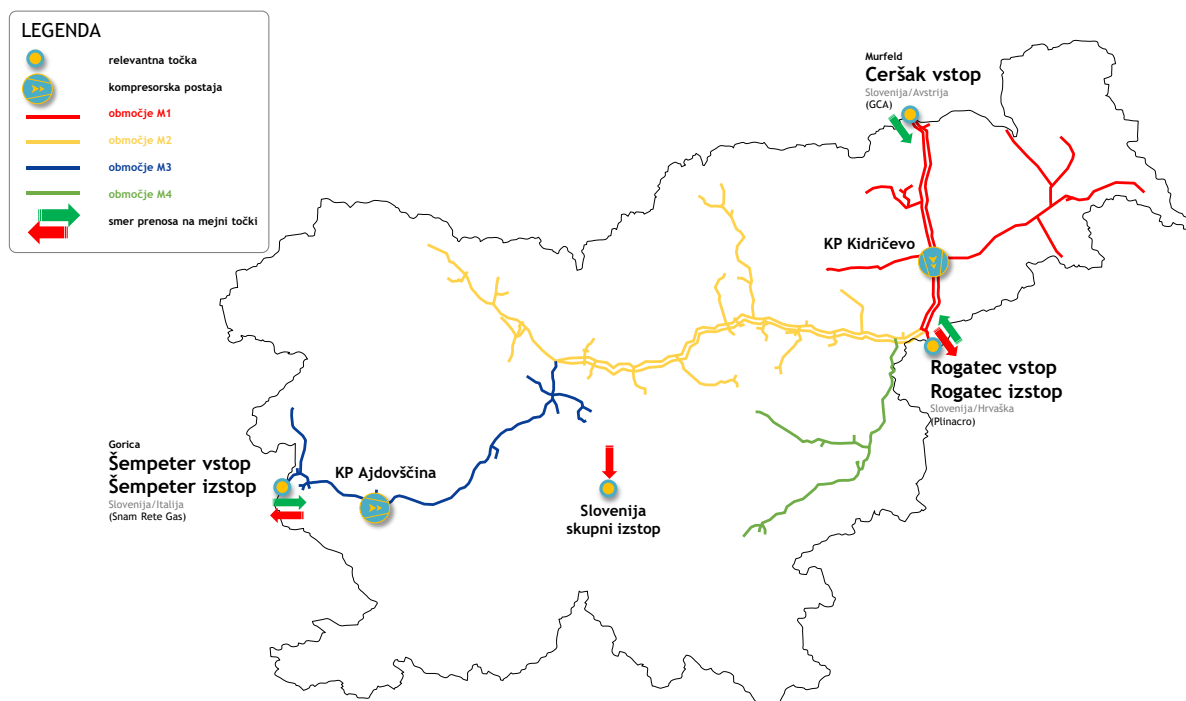 LEGENDA
relevantna točka
kompresorska postaja
območje M1
območje M2
območje M3
območje M4
smer prenosa na mejni točki
Murfeld
Ceršak vstop
Slovenija/Avstrija
(GCA)
KP Kidričevo
Rogatec vstop
Rogatec izstop
Slovenija/Hrvaška
(Plinacro)
Gorica
Šempeter vstop
Šempeter izstop
Slovenija/Italija
(Snam Rete Gas)
KP Ajdovščina
Slovenija
skupni izstop